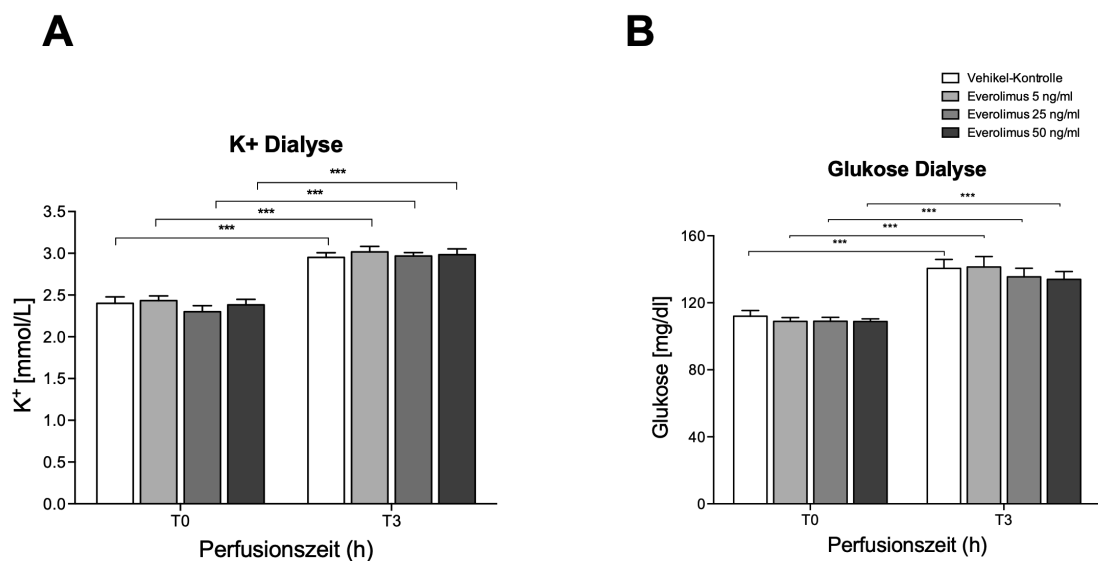 A
K+ Dialyse
***
***
***
***
3.5
3.0
2.5
2.0
1.5
1.0
0.5
0.0
K⁺ [mmol/L]
T0 T3
Perfusionszeit (h)
B
Vehikel-Kontrolle
Everolimus 5 ng/ml
Everolimus 25 ng/ml
Everolimus 50 ng/ml
Glukose Dialyse
***
***
***
***
160
120
80
40
0
Glukose [mg/dl]
T0 T3
Perfusionszeit (h)